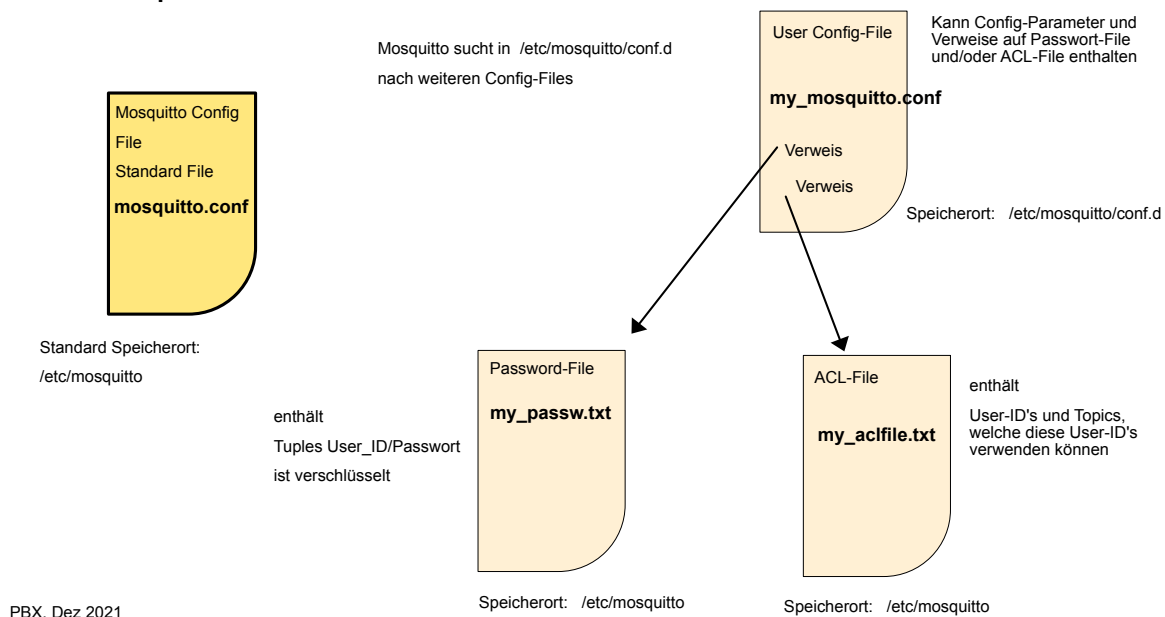 Mosquitto sucht in /etc/mosquitto/conf.d
nach weiteren Config-Files
User Config-File
my_mosquitto.conf
Verweis
Verweis
Kann Config-Parameter und
Verweise auf Passwort-File
und/oder ACL-File enthalten
Speicherort: /etc/mosquitto/conf.d
Mosquitto Config
File
Standard File
mosquitto.conf
Standard Speicherort:
/etc/mosquitto
enthält
Tuples User_ID/Passwort
ist verschlüsselt
Password-File
my_passw.txt
Speicherort: /etc/mosquitto
ACL-File
my_aclfile.txt
enthält
User-ID's und Topics,
welche diese User-ID's
verwenden können
Speicherort: /etc/mosquitto
PBX, Dez 2021